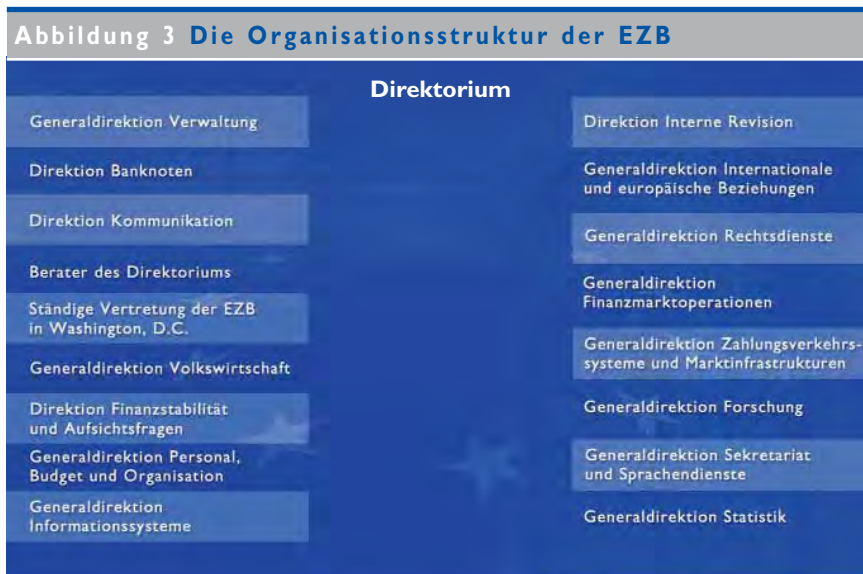 Abbildung 3 Die Organisationsstruktur der EZB
Direktorium
Generaldirektion Verwaltung
Direktion Banknoten
Direktion Kommunikation
Berater des Direktoriums
Ständige Vertretung der EZB
in Washington, D.C.
Generaldirektion Volkswirtschaft
Direktion Finanzstabilität
und Aufsichtsfragen
Generaldirektion Personal,
Budget und Organisation
Generaldirektion
Informationssysteme
Direktion Interne Revision
Generaldirektion Internationale
und europäische Beziehungen
Generaldirektion Rechtsdienste
Generaldirektion
Finanzmarktoperationen
Generaldirektion Zahlungsverkehrs-
systeme und Marktinfrastrukturen
Generaldirektion Forschung
Generaldirektion Sekretariat
und Sprachendienste
Generaldirektion Statistik